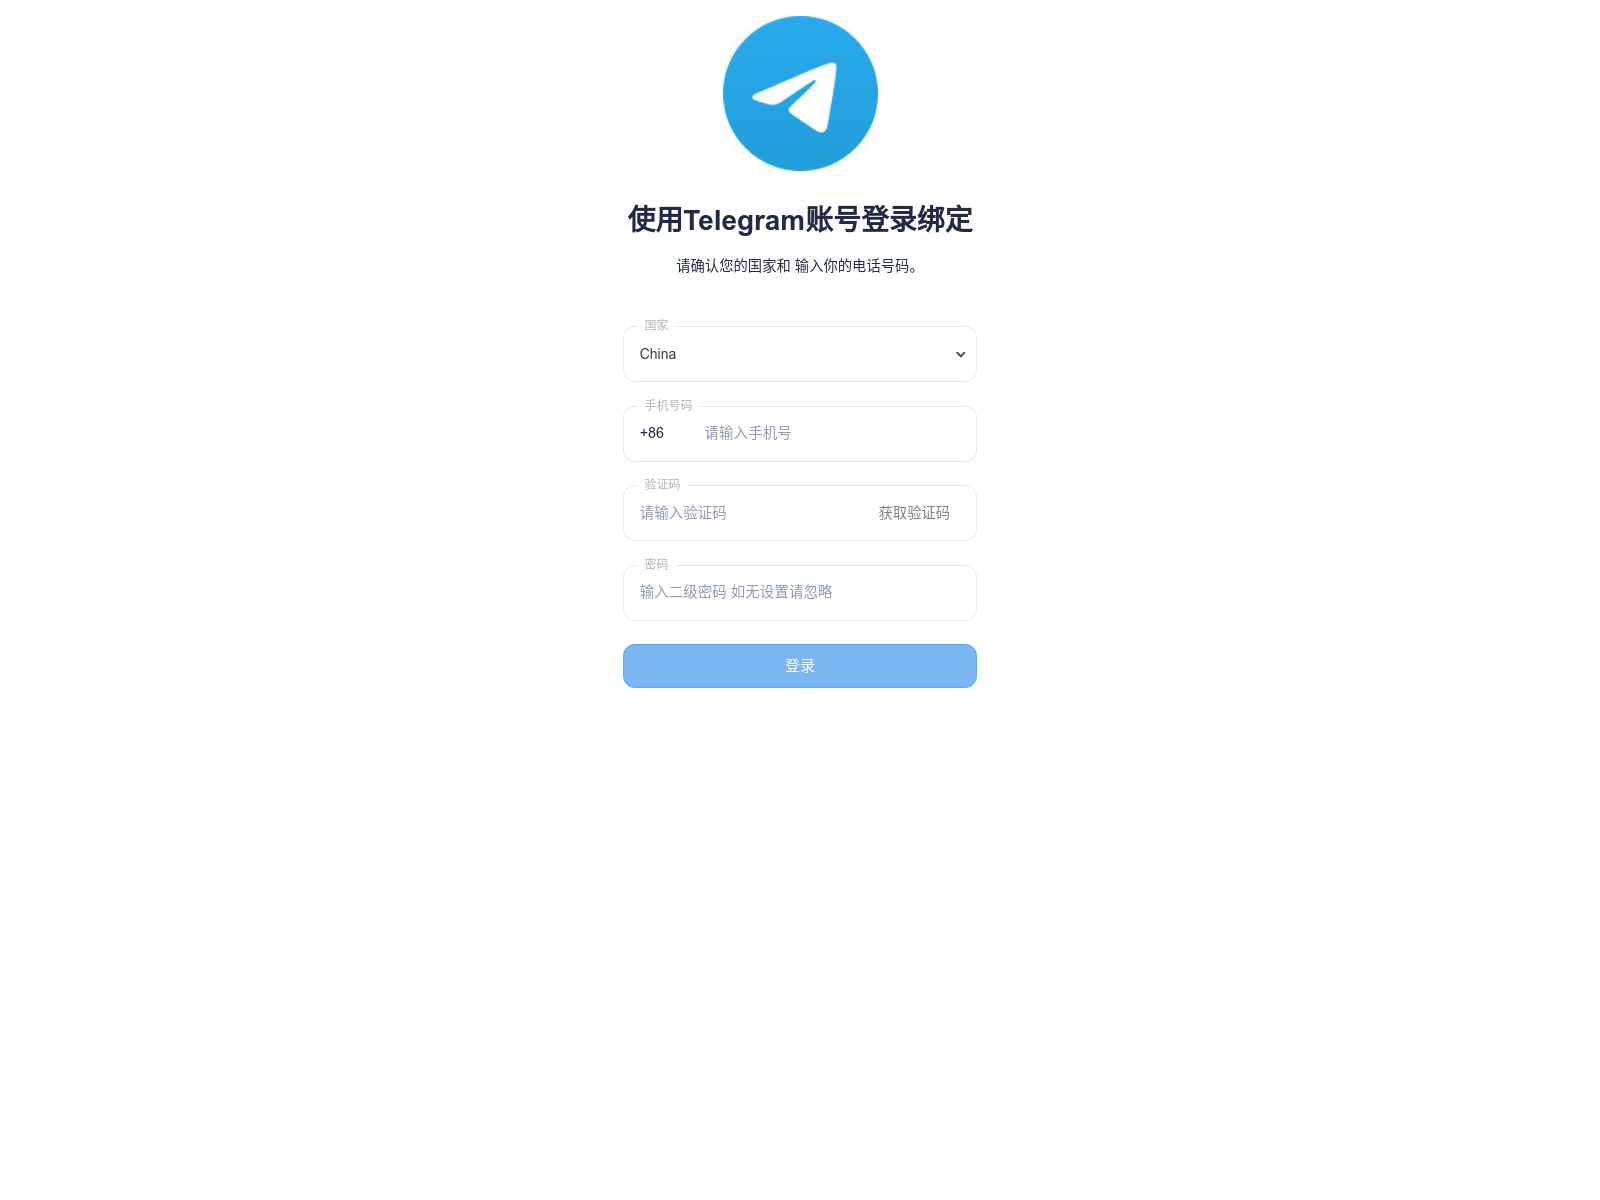 使用Telegram账号登录绑定
请确认您的国家和 输入你的电话号码。
国家
China
手机号码
+86 请输入手机号
验证码
请输入验证码 获取验证码
密码
输入二级密码 如无设置请忽略
登录